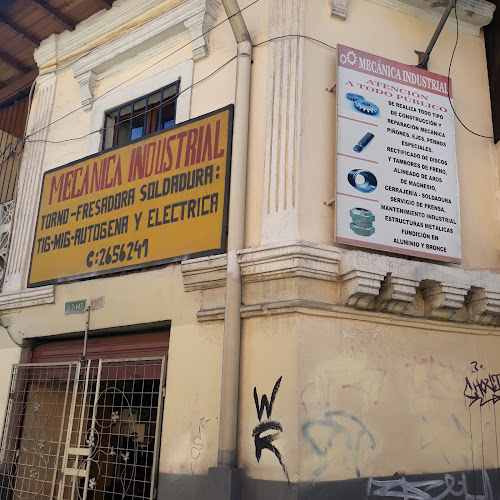 MECANICA INDUSTRIAL
TORNO-FRESADORA SOLDADURA:
TIG-MIG-AUTOGENA Y ELECTRICA
C:2656249
MECÁNICA INDUSTRIAL
ATENCIÓN
A TODO PÚBLICO
SE REALIZA TODO TIPO
DE CONSTRUCCIÓN Y
REPARACIÓN MECÁNICA
PIÑONES, EJES, PERNOS
ESPECIALES.
RECTIFICADO DE DISCOS
Y TAMBORES DE FRENO,
ALINEADO DE AROS
DE MAGNESIO,
CERRAJERÍA - SOLDADURA
SERVICIO DE PRENSA,
MANTENIMIENTO INDUSTRIAL
ESTRUCTURAS METÁLICAS
FUNDICIÓN EN
ALUMINIO Y BRONCE